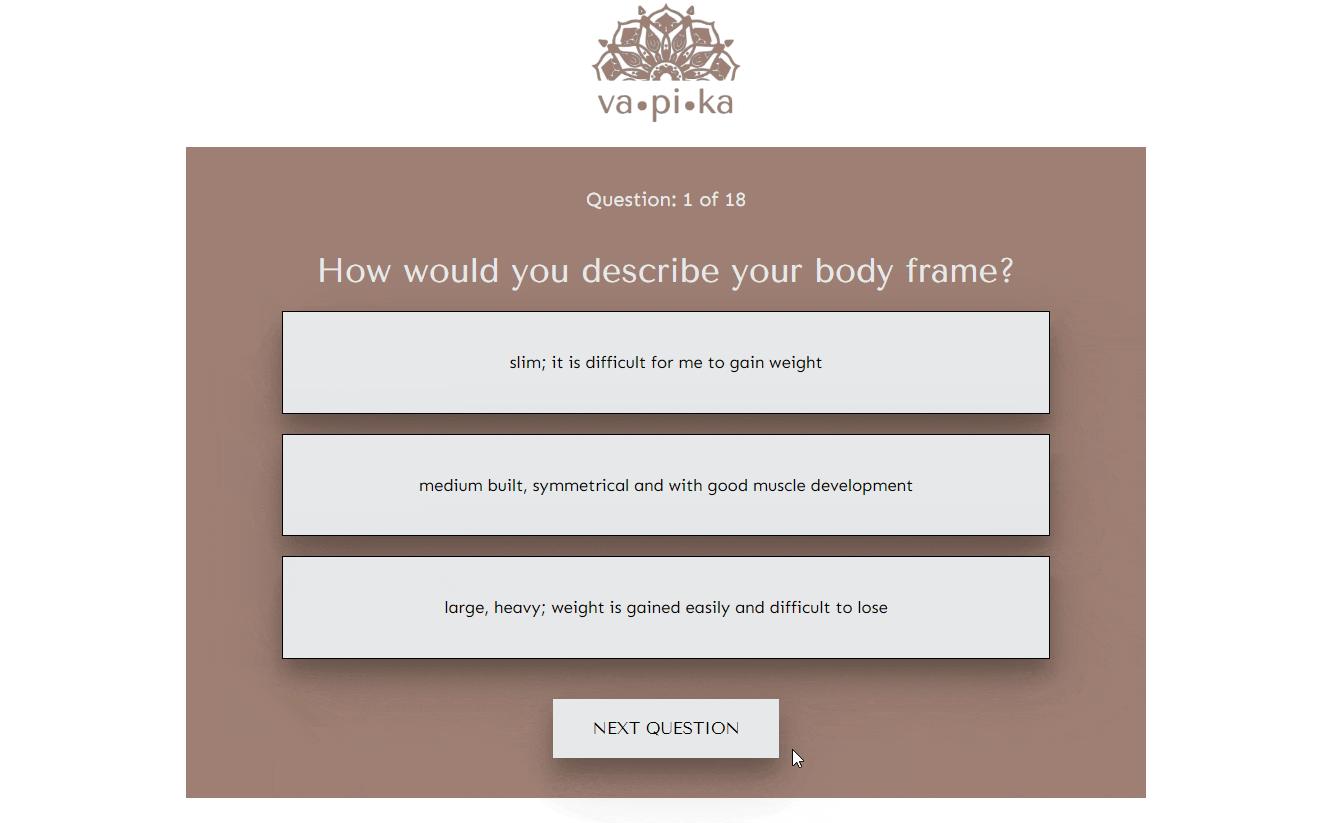 va•pi•ka
Question: 1 of 18
How would you describe your body frame?
slim; it is difficult for me to gain weight
medium built, symmetrical and with good muscle development
large, heavy; weight is gained easily and difficult to lose
NEXT QUESTION